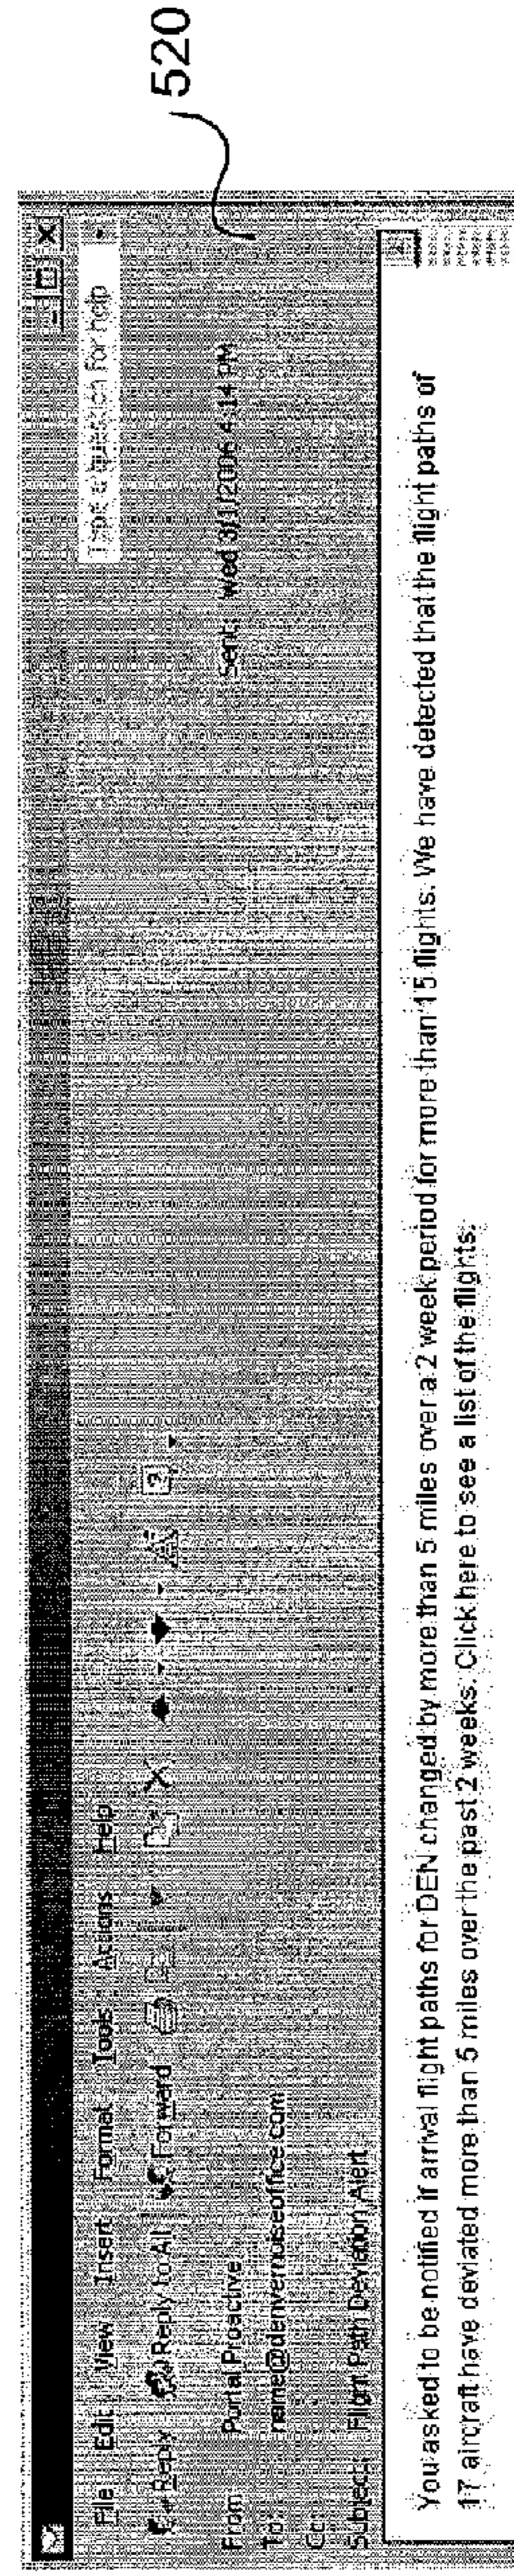 520
Type a question for help
File Edit View Insert Format Tools Actions Help
Reply Reply to All Forward
From: Portal Proactive Sent: Wed 3/1/2006 4:14 PM
To: name@denvernoiseoffice.com
Cc:
Subject: Flight Path Deviation Alert
You asked to be notified if arrival flight paths for DEN changed by more than 5 miles over a 2 week period for more than 15 flights. We have detected that the flight paths of
17 aircraft have deviated more than 5 miles over the past 2 weeks. Click here to see a list of the flights.